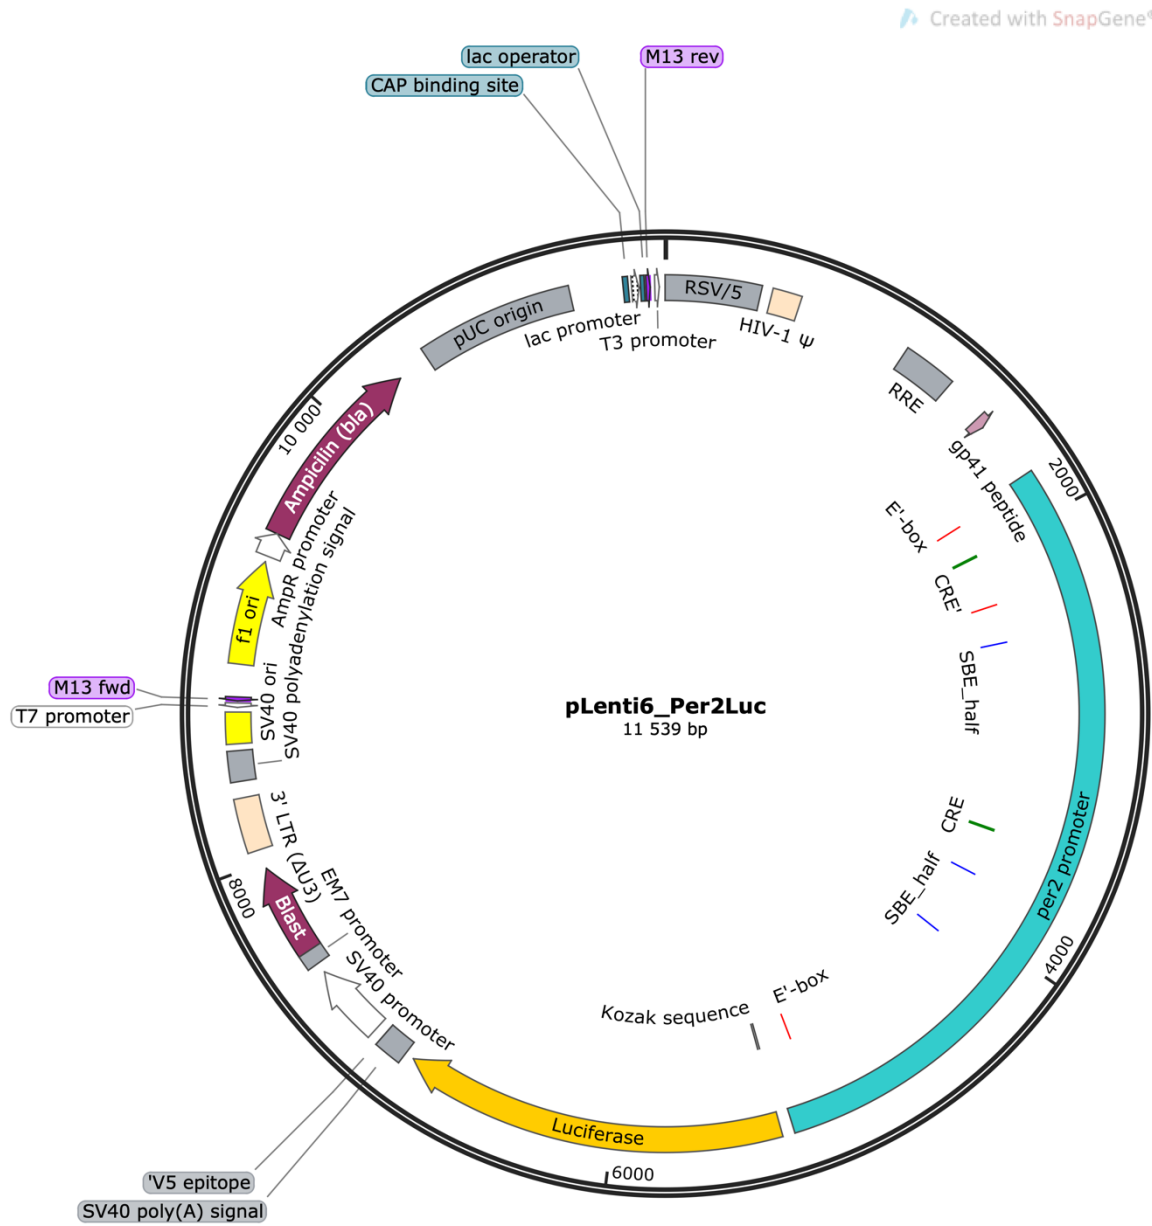 Created with SnapGene®
lac operator
M13 rev
CAP binding site
RSV/5
HIV-1 Ψ
pUC origin
lac promoter
T3 promoter
RRE
gp41 peptide
2000
10 000
Ampicilin (bla)
AmpR promoter
SV40 polyadenylation signal
E'-box
CRE'
SBE_half
f1 ori
SV40 ori
M13 fwd
T7 promoter
pLenti6_Per2Luc
11 539 bp
3' LTR (ΔU3)
CRE
SBE_half
per2 promoter
8000
Blast
EM7 promoter
SV40 promoter
4000
E'-box
Kozak sequence
Luciferase
6000
'V5 epitope
SV40 poly(A) signal